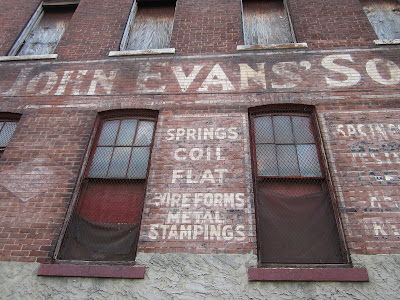 JOHN EVANS' SO
SPRINGS
COIL
FLAT
WIRE FORMS
METAL
STAMPINGS